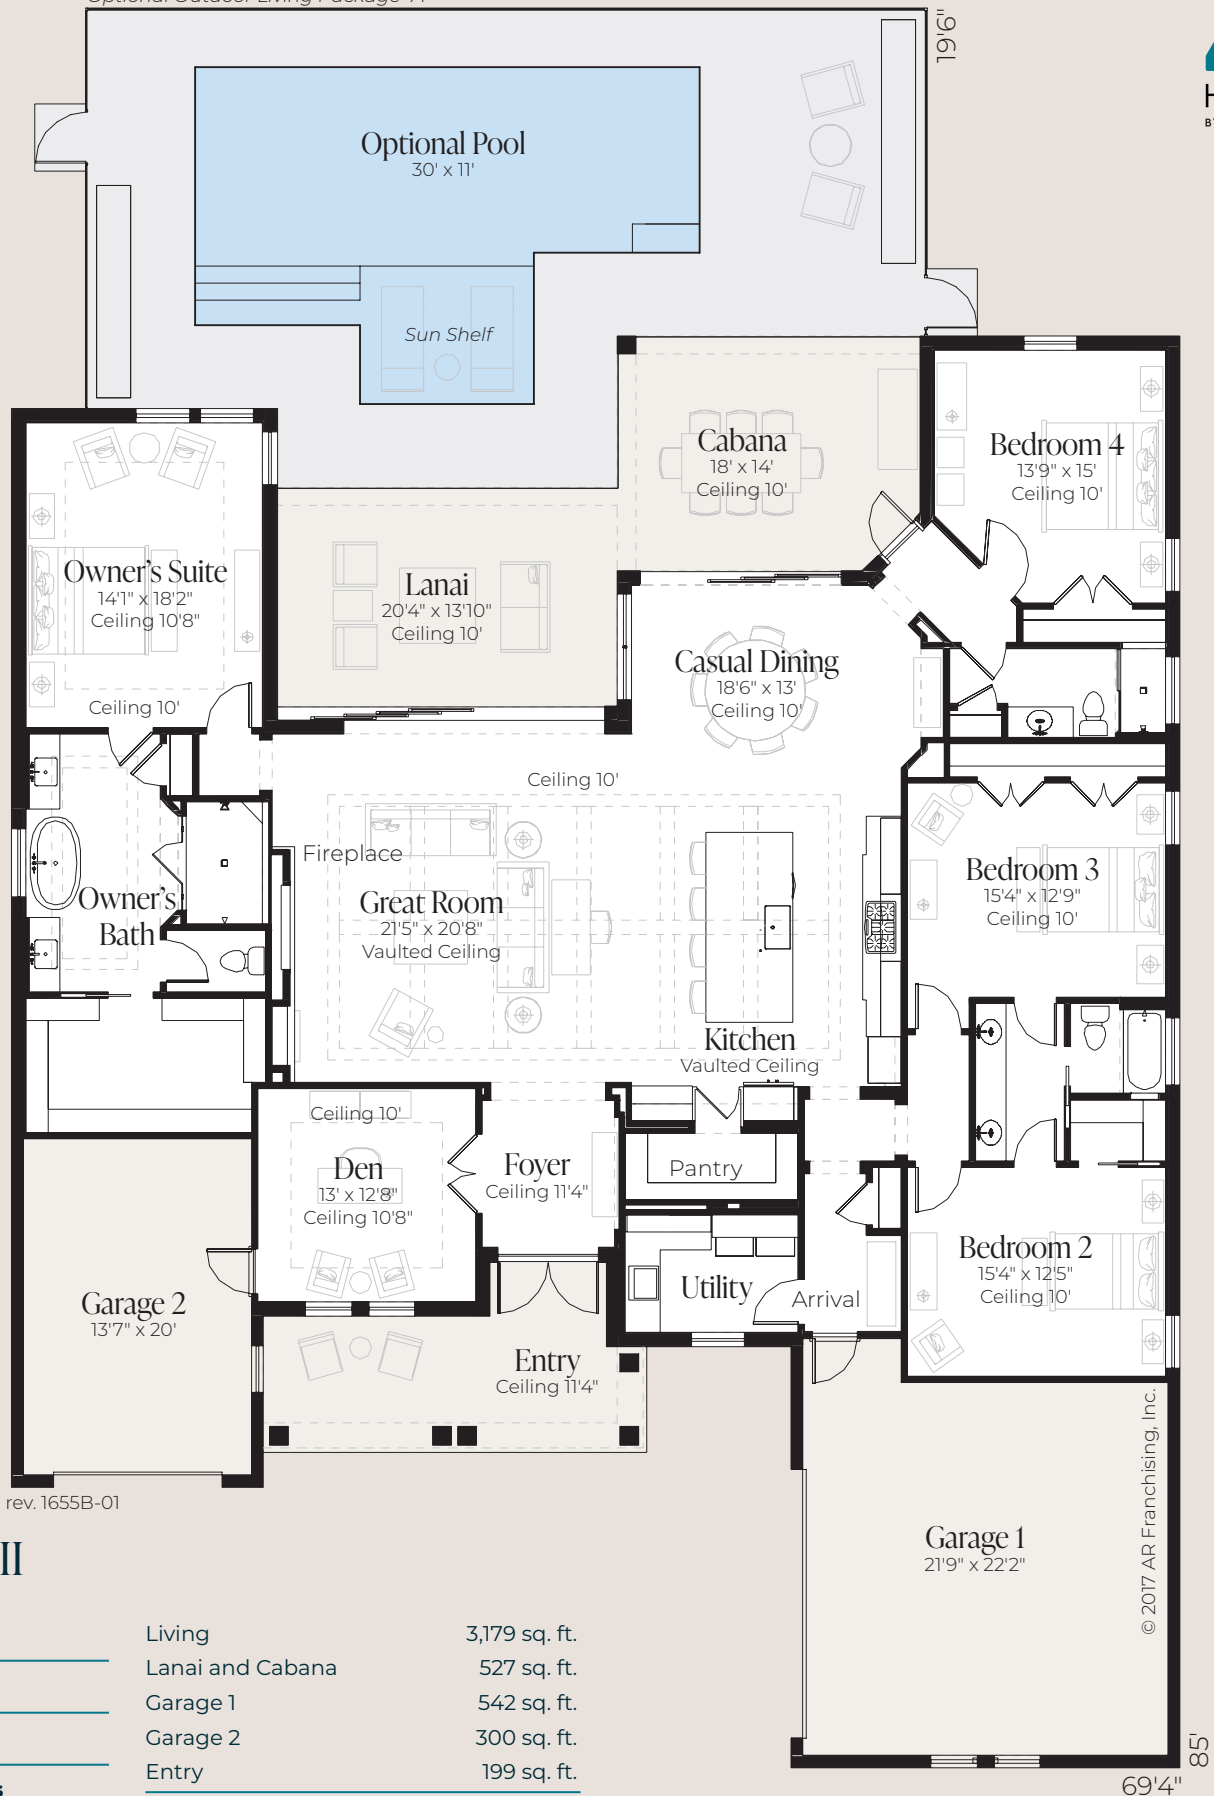 Optional Outdoor Living Package "A"
19'6"
Optional Pool
30' x 11'
Sun Shelf
Cabana
18' x 14'
Ceiling 10'
Bedroom 4
13'9" x 15'
Ceiling 10'
Owner's Suite
14'1" x 18'2"
Ceiling 10'8"
Ceiling 10'
Lanai
20'4" x 13'10"
Ceiling 10'
Casual Dining
18'6" x 13'
Ceiling 10'
Ceiling 10'
Fireplace
Great Room
21'5" x 20'8"
Vaulted Ceiling
Owner's
Bath
Bedroom 3
15'4" x 12'9"
Ceiling 10'
Kitchen
Vaulted Ceiling
Ceiling 10'
Den
13' x 12'8"
Ceiling 10'8"
Foyer
Ceiling 11'4"
Pantry
Utility
Arrival
Bedroom 2
15'4" x 12'5"
Ceiling 10'
Garage 2
13'7" x 20'
Entry
Ceiling 11'4"
Garage 1
21'9" x 22'2"
© 2017 AR Franchising, Inc.
rev. 1655B-01
II
Living 3,179 sq. ft.
Lanai and Cabana 527 sq. ft.
Garage 1 542 sq. ft.
Garage 2 300 sq. ft.
Entry 199 sq. ft.
85'
69'4"